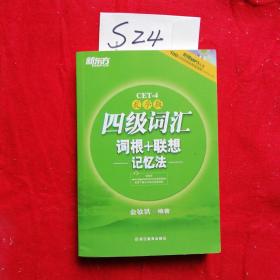 S24
新东方
CET-4
乱序版
四级词汇
词根+联想
记忆法
俞敏洪 编著
浙江教育出版社